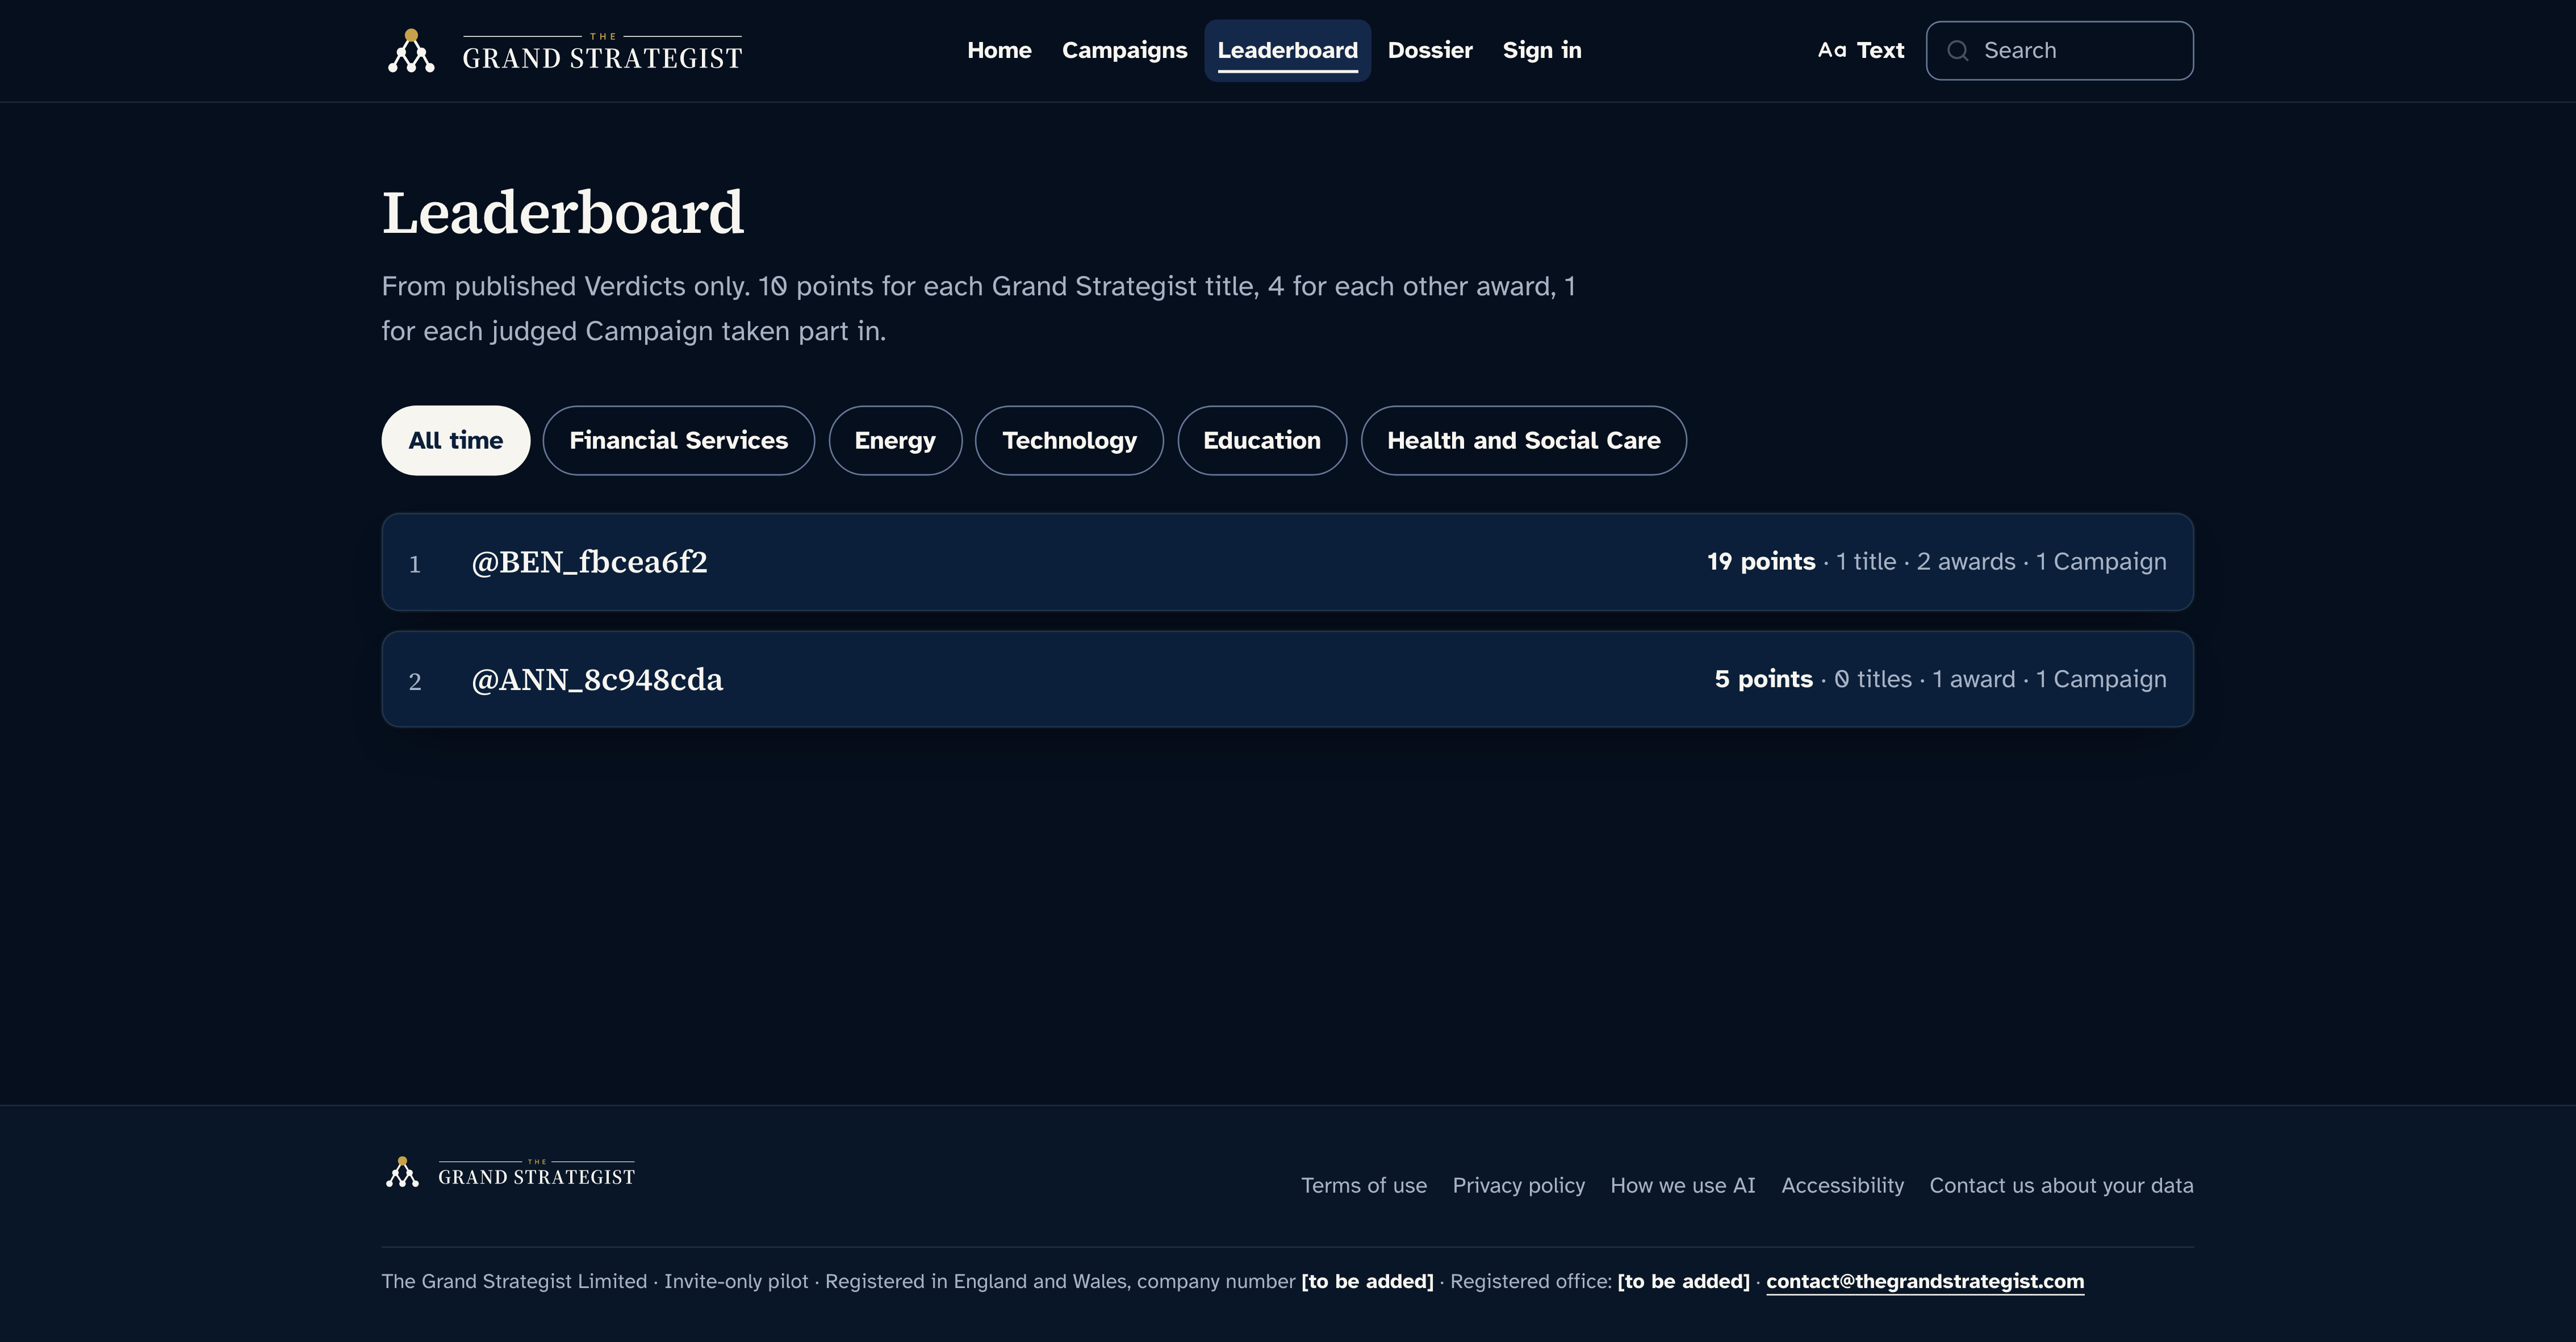 THE
GRAND STRATEGIST
Home
Campaigns
Leaderboard
Dossier
Sign in
Aa Text
Search
Leaderboard
From published Verdicts only. 10 points for each Grand Strategist title, 4 for each other award, 1
for each judged Campaign taken part in.
All time
Financial Services
Energy
Technology
Education
Health and Social Care
1 @BEN_fbcea6f2 19 points · 1 title · 2 awards · 1 Campaign
2 @ANN_8c948cda 5 points · 0 titles · 1 award · 1 Campaign
THE
GRAND STRATEGIST
Terms of use
Privacy policy
How we use AI
Accessibility
Contact us about your data
The Grand Strategist Limited · Invite-only pilot · Registered in England and Wales, company number [to be added] · Registered office: [to be added] · contact@thegrandstrategist.com